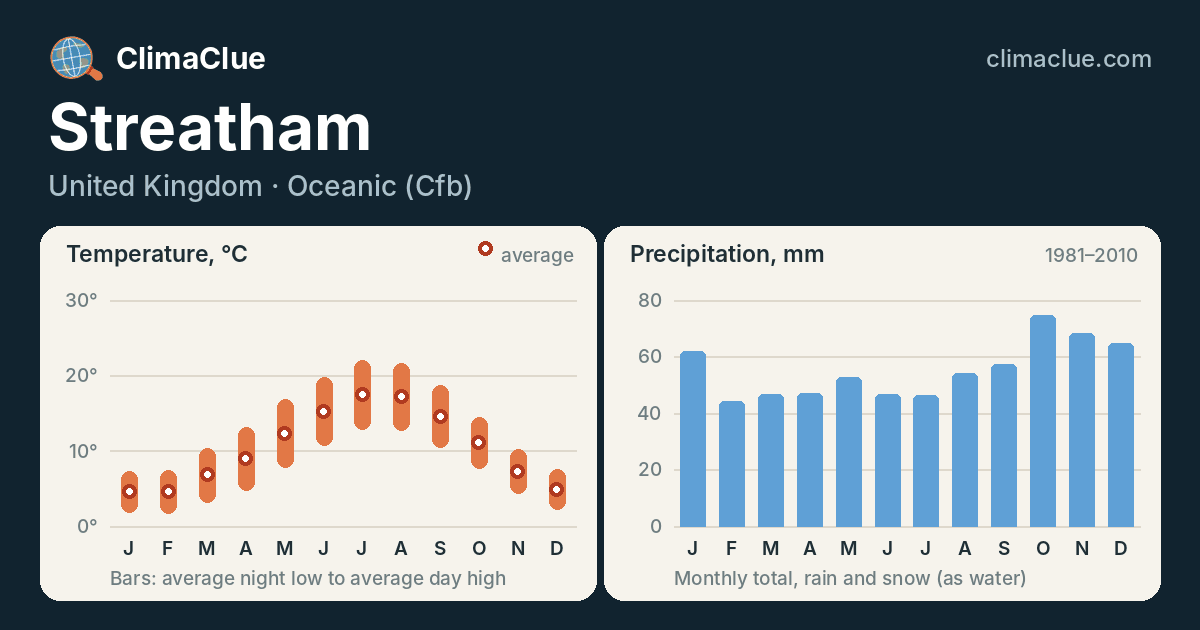 ClimaClue
climaclue.com
Streatham
United Kingdom · Oceanic (Cfb)
Temperature, °C
average
30°
20°
10°
0°
J F M A M J J A S O N D
Bars: average night low to average day high
Precipitation, mm
1981–2010
80
60
40
20
0
J F M A M J J A S O N D
Monthly total, rain and snow (as water)